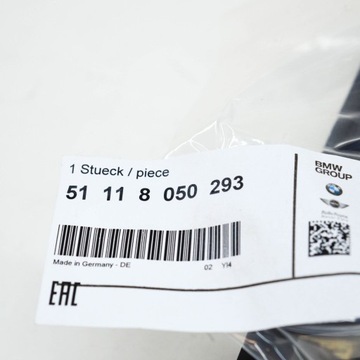 1 Stueck / piece
51 11 8 050 293
Made in Germany - DE 02 Y14
EAC
BMW
GROUP